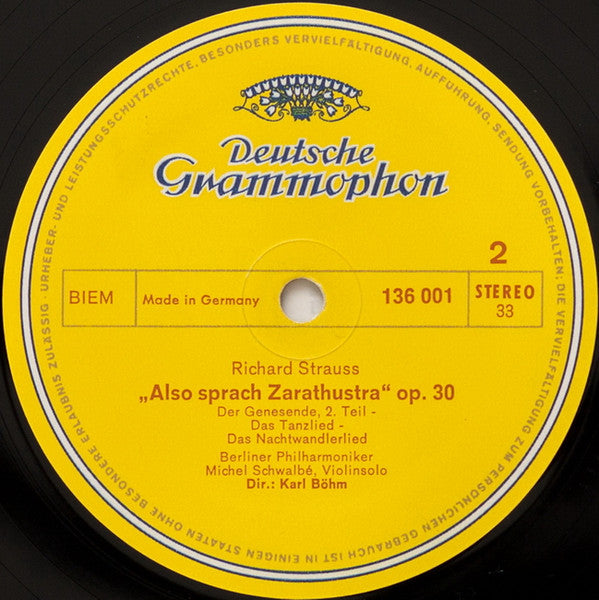 URHEBER- UND LEISTUNGSSCHUTZRECHTE, BESONDERS VERVIELFÄLTIGUNG, AUFFÜHRUNG, SENDUNG VORBEHALTEN; DIE VERVIELFÄLTIGUNG ZUM PERSÖNLICHEN GEBRAUCH IST IN EINIGEN STAATEN OHNE BESONDERE ERLAUBNIS ZULÄSSIG ·
Deutsche
Grammophon
2
BIEM
Made in Germany
136 001
STEREO
33
Richard Strauss
„Also sprach Zarathustra“ op. 30
Der Genesende, 2. Teil -
Das Tanzlied -
Das Nachtwandlerlied
Berliner Philharmoniker
Michel Schwalbé, Violinsolo
Dir.: Karl Böhm